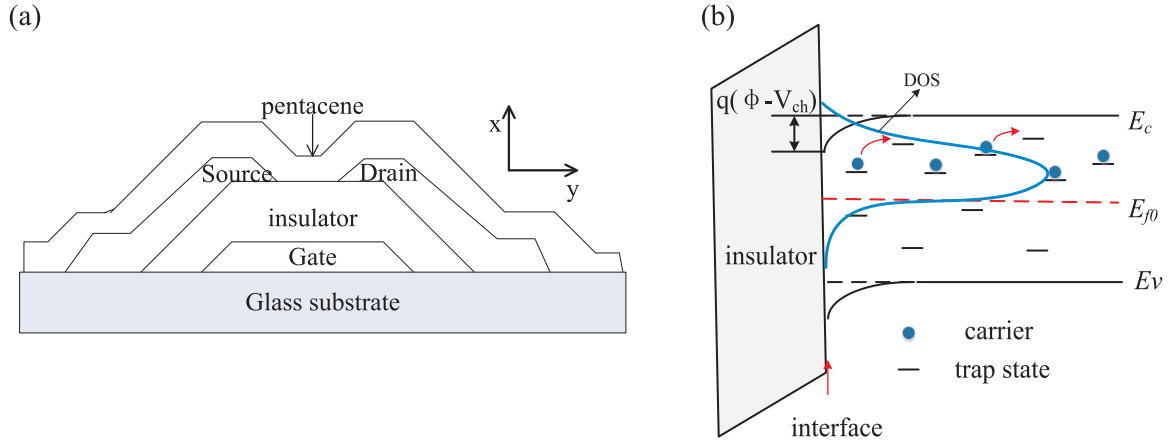 (a)
pentacene
x
y
Source
Drain
insulator
Gate
Glass substrate
(b)
q(Φ-Vch)
DOS
Ec
Ef0
insulator
Ev
carrier
trap state
interface